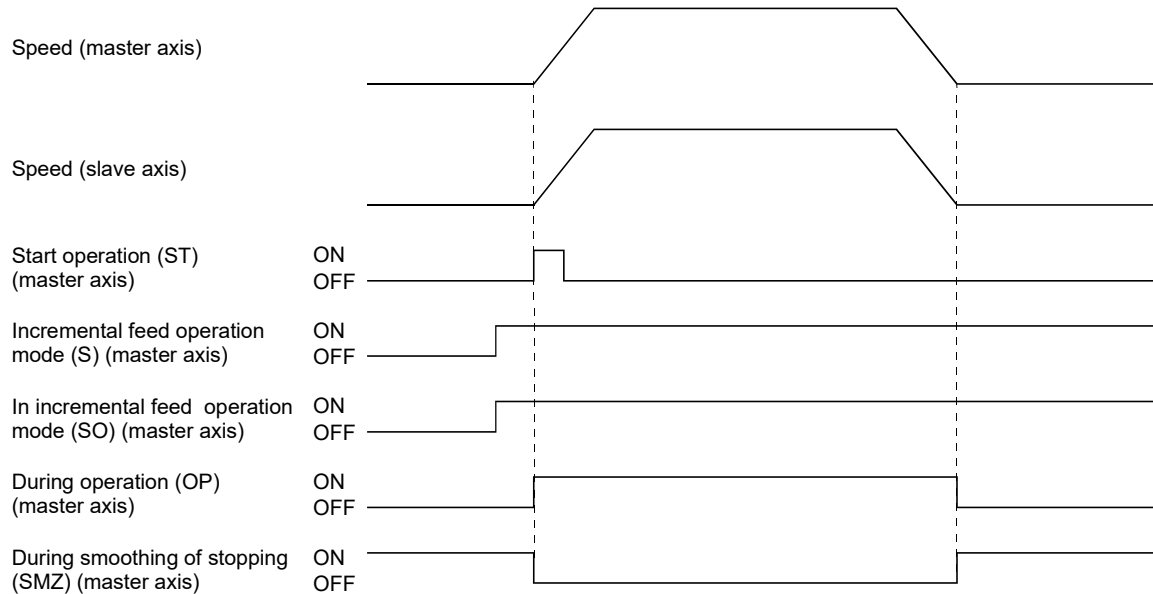 Speed (master axis)
Speed (slave axis)
Start operation (ST) ON
(master axis) OFF
Incremental feed operation ON
mode (S) (master axis) OFF
In incremental feed operation ON
mode (SO) (master axis) OFF
During operation (OP) ON
(master axis) OFF
During smoothing of stopping ON
(SMZ) (master axis) OFF